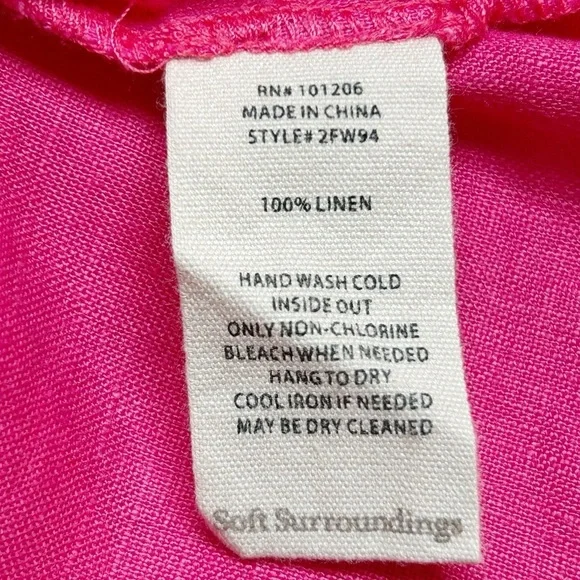 RN# 101206
MADE IN CHINA
STYLE# 2FW94
100% LINEN
HAND WASH COLD
INSIDE OUT
ONLY NON-CHLORINE
BLEACH WHEN NEEDED
HANG TO DRY
COOL IRON IF NEEDED
MAY BE DRY CLEANED
Soft Surroundings